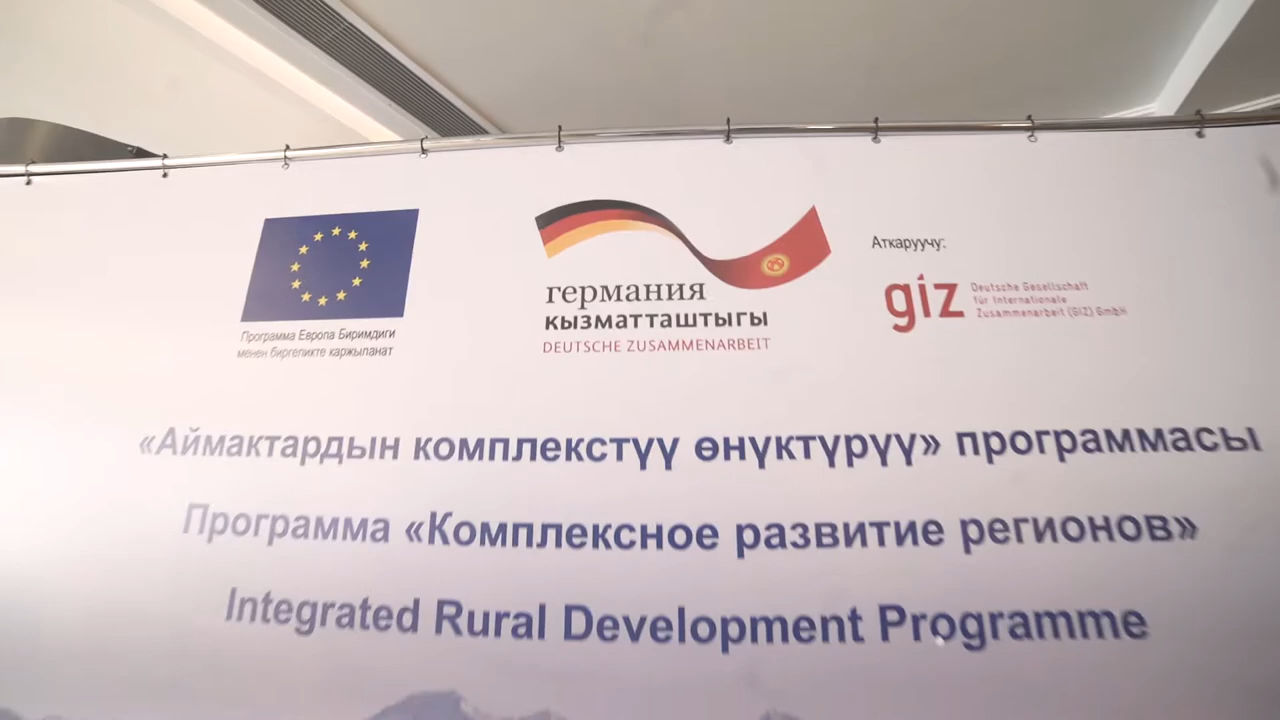 Программа Европа Биримдиги
менен биргеликте каржыланат
германия
кызматташтыгы
DEUTSCHE ZUSAMMENARBEIT
Аткаруучу:
giz
Deutsche Gesellschaft
für Internationale
Zusammenarbeit (GIZ) GmbH
«Аймактардын комплекстүү өнүктүрүү» программасы
Программа «Комплексное развитие регионов»
Integrated Rural Development Programme